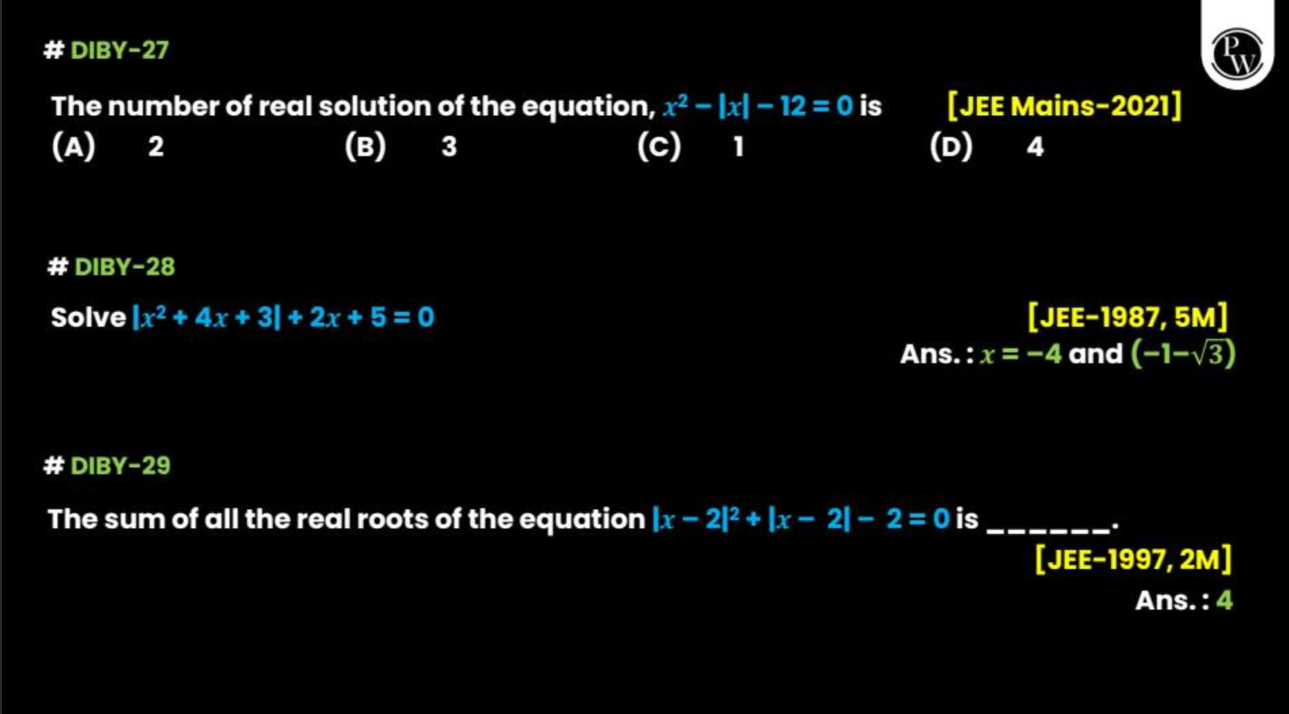 PW
# DIBY-27
The number of real solution of the equation, x² – |x| – 12 = 0 is [JEE Mains-2021]
(A) 2 (B) 3 (C) 1 (D) 4
# DIBY-28
Solve |x² + 4x + 3| + 2x + 5 = 0 [JEE-1987, 5M]
Ans. : x = –4 and (–1–√3)
# DIBY-29
The sum of all the real roots of the equation |x – 2|² + |x – 2| – 2 = 0 is ______.
[JEE-1997, 2M]
Ans. : 4